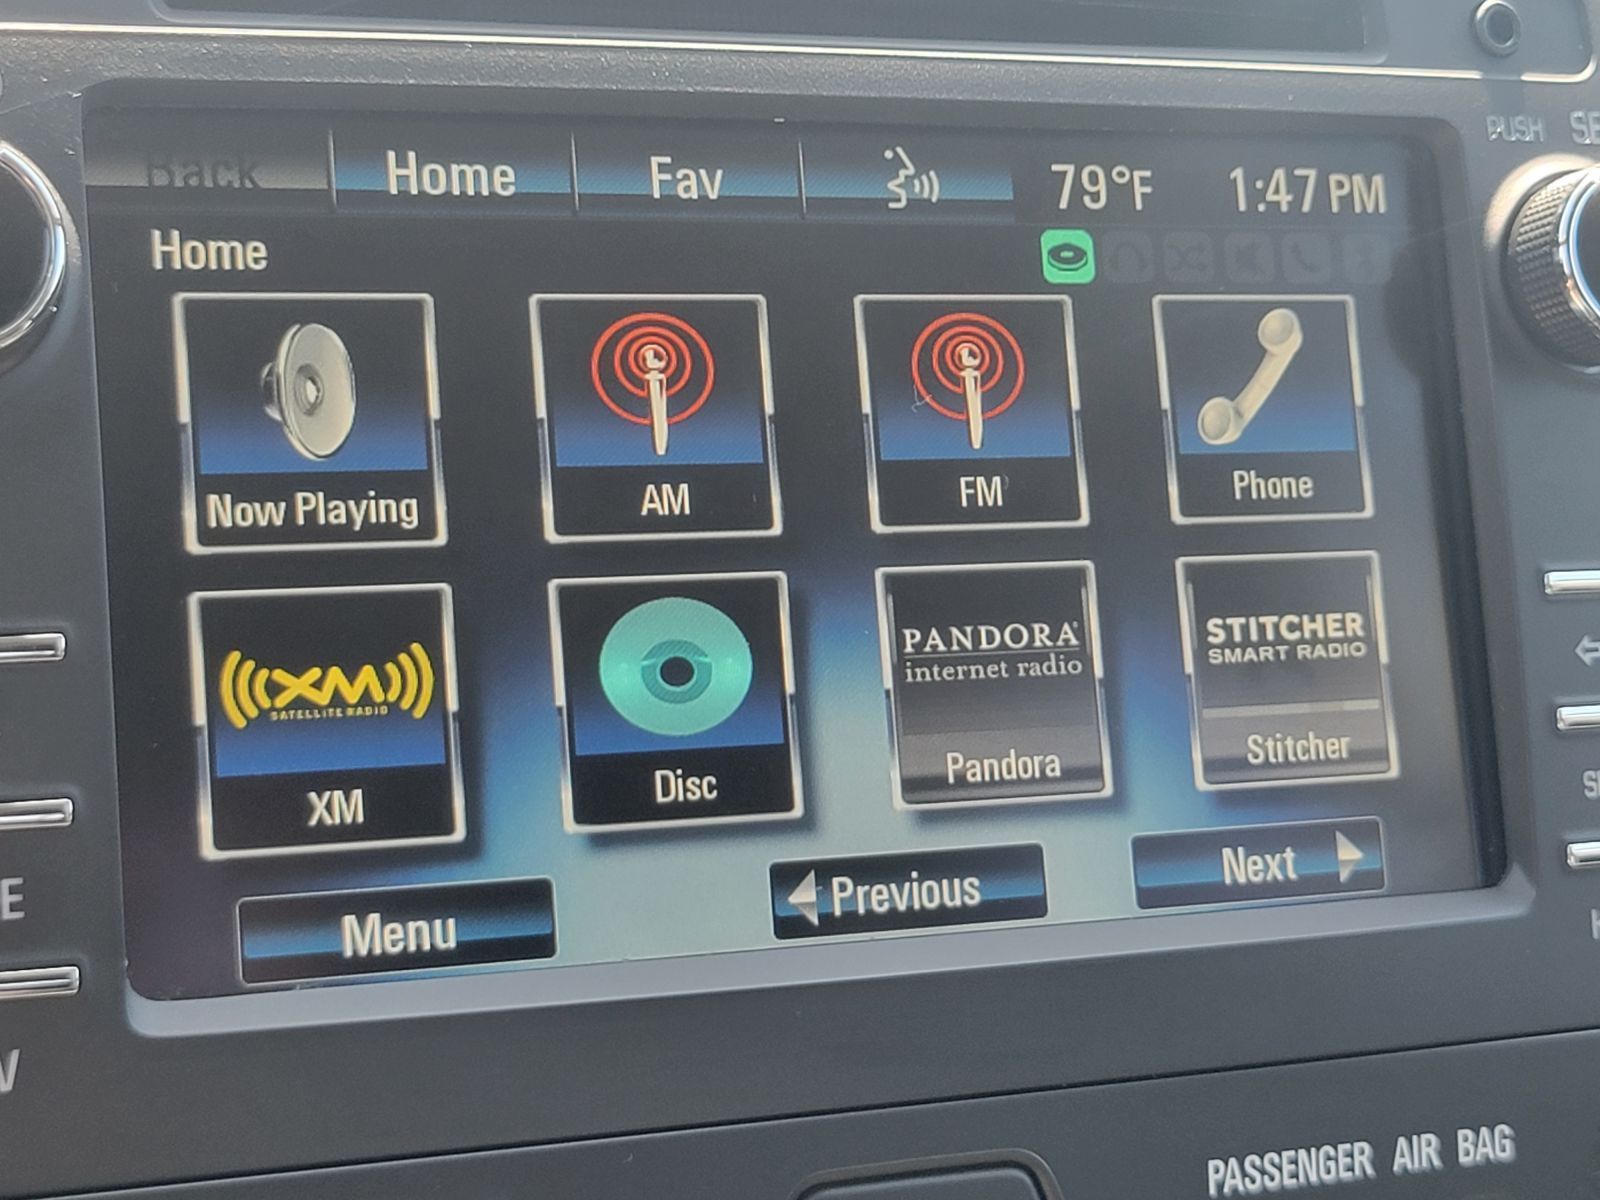 PUSH
Back Home Fav 79°F 1:47 PM
Home
Now Playing AM FM Phone
XM
SATELLITE RADIO
PANDORA
internet radio
STITCHER
SMART RADIO
XM Disc Pandora Stitcher
Menu Previous Next
PASSENGER AIR BAG